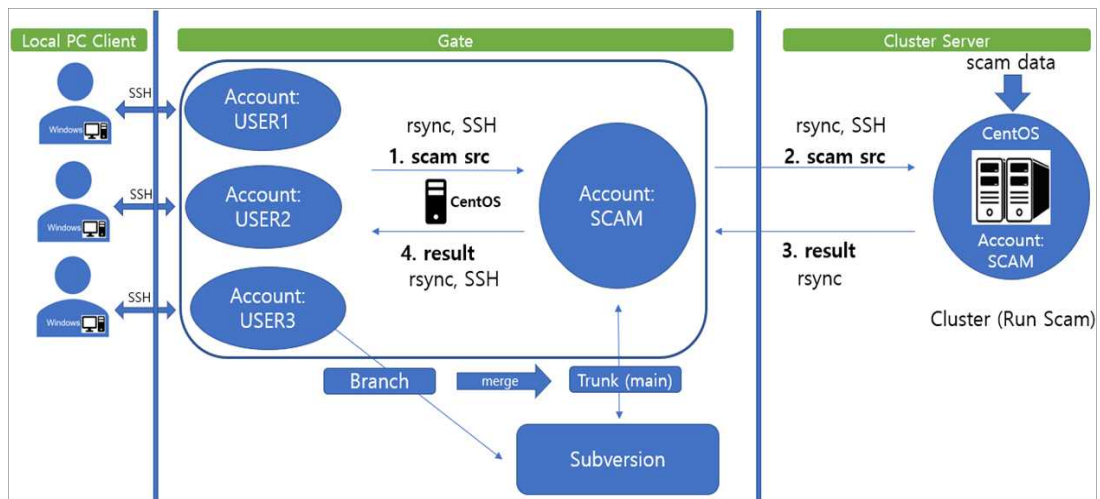 Local PC Client
Gate
Cluster Server
scam data
Windows
SSH
Account:
USER1
rsync, SSH
1. scam src
rsync, SSH
2. scam src
CentOS
Windows
SSH
Account:
USER2
CentOS
Account:
SCAM
4. result
rsync, SSH
3. result
rsync
Account:
SCAM
Windows
SSH
Account:
USER3
Cluster (Run Scam)
Branch
merge
Trunk (main)
Subversion